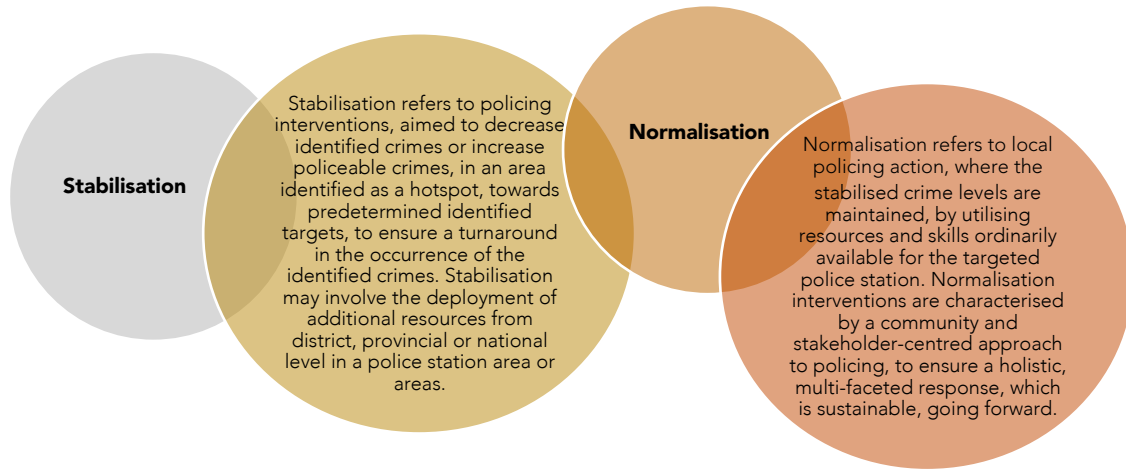 Stabilisation
Stabilisation refers to policing
interventions, aimed to decrease
identified crimes or increase
policeable crimes, in an area
identified as a hotspot, towards
predetermined identified
targets, to ensure a turnaround
in the occurrence of the
identified crimes. Stabilisation
may involve the deployment of
additional resources from
district, provincial or national
level in a police station area or
areas.
Normalisation
Normalisation refers to local
policing action, where the
stabilised crime levels are
maintained, by utilising
resources and skills ordinarily
available for the targeted
police station. Normalisation
interventions are characterised
by a community and
stakeholder-centred approach
to policing, to ensure a holistic,
multi-faceted response, which
is sustainable, going forward.